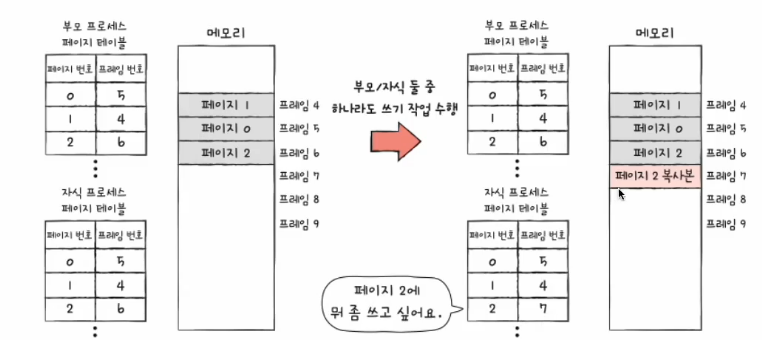 부모 프로세스
페이지 테이블
페이지 번호 프레임 번호
0 5
1 4
2 6
자식 프로세스
페이지 테이블
페이지 번호 프레임 번호
0 5
1 4
2 6
메모리
페이지 1 프레임 4
페이지 0 프레임 5
페이지 2 프레임 6
프레임 7
프레임 8
프레임 9
부모/자식 둘 중
하나라도 쓰기 작업 수행
부모 프로세스
페이지 테이블
페이지 번호 프레임 번호
0 5
1 4
2 6
자식 프로세스
페이지 테이블
페이지 번호 프레임 번호
0 5
1 4
2 7
페이지 2에
뭐 좀 쓰고 싶어요.
메모리
페이지 1 프레임 4
페이지 0 프레임 5
페이지 2 프레임 6
페이지 2 복사본 프레임 7
프레임 8
프레임 9